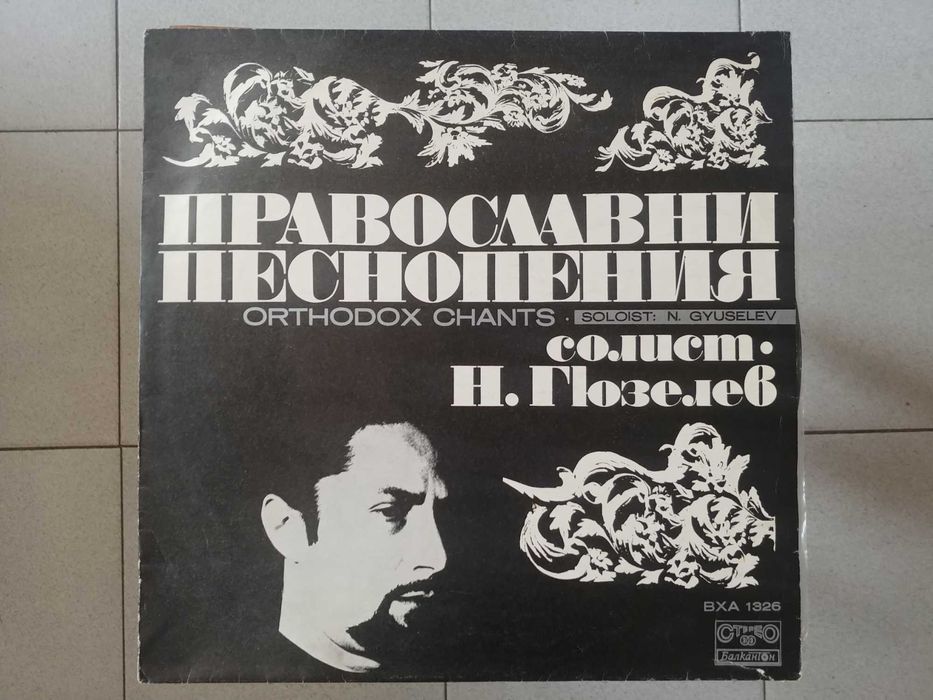 ПРАВОСЛАВНИ
ПЕСНОПЕНИЯ
ORTHODOX CHANTS · SOLOIST: N. GYUSELEV
солист·
Н. Гюзелев
ВХА 1326
СТЕРЕО
Балкантон